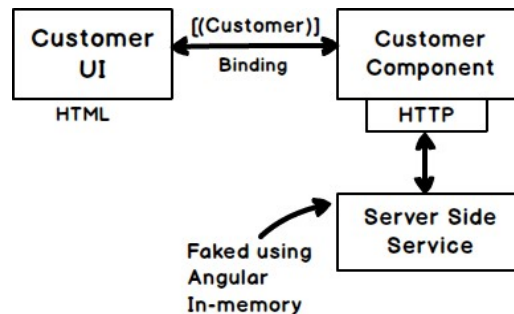 Customer
UI
HTML
[(Customer)]
Binding
Customer
Component
HTTP
Server Side
Service
Faked using
Angular
In-memory